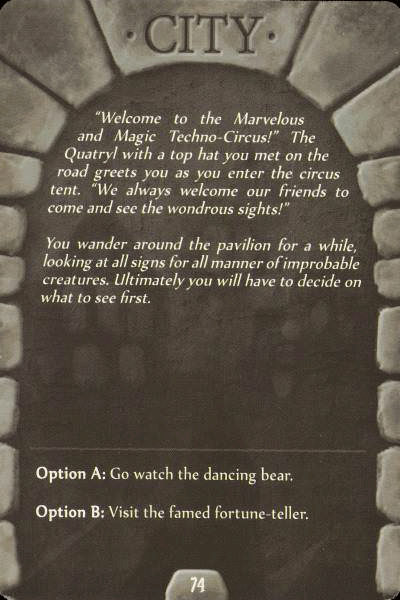 ·CITY·
“Welcome to the Marvelous
and Magic Techno-Circus!” The
Quatryl with a top hat you met on the
road greets you as you enter the circus
tent. “We always welcome our friends to
come and see the wondrous sights!”
You wander around the pavilion for a while,
looking at all signs for all manner of improbable
creatures. Ultimately you will have to decide on
what to see first.
Option A: Go watch the dancing bear.
Option B: Visit the famed fortune-teller.
74